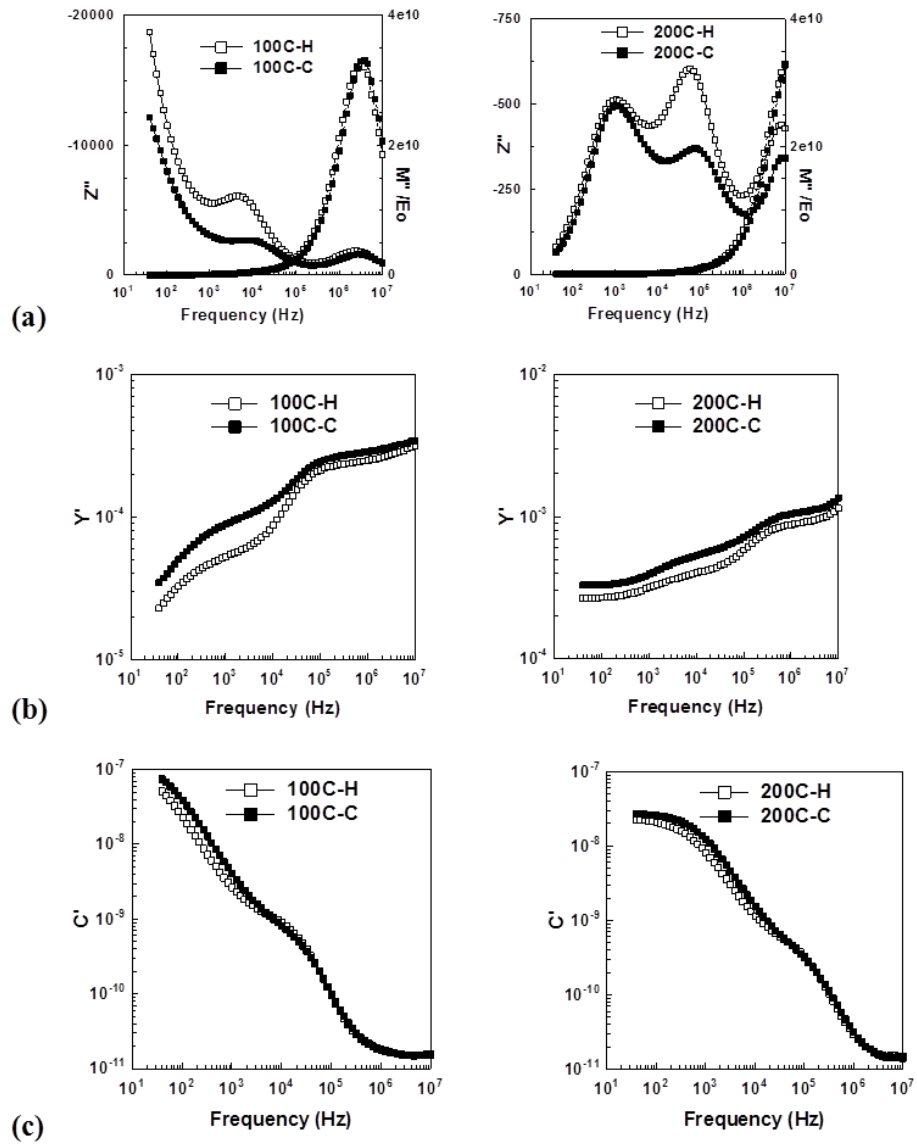 -20000
-10000
0
4e10
2e10
0
Z''
M'' /Eo
100C-H
100C-C
10¹ 10² 10³ 10⁴ 10⁵ 10⁶ 10⁷
Frequency (Hz)
-750
-500
-250
0
4e10
2e10
0
Z''
M'' /Eo
200C-H
200C-C
10¹ 10² 10³ 10⁴ 10⁵ 10⁶ 10⁷
Frequency (Hz)
(a)
10⁻³
10⁻⁴
10⁻⁵
Y'
100C-H
100C-C
10¹ 10² 10³ 10⁴ 10⁵ 10⁶ 10⁷
Frequency (Hz)
10⁻²
10⁻³
10⁻⁴
Y'
200C-H
200C-C
10¹ 10² 10³ 10⁴ 10⁵ 10⁶ 10⁷
Frequency (Hz)
(b)
10⁻⁷
10⁻⁸
10⁻⁹
10⁻¹⁰
10⁻¹¹
C'
100C-H
100C-C
10¹ 10² 10³ 10⁴ 10⁵ 10⁶ 10⁷
Frequency (Hz)
10⁻⁷
10⁻⁸
10⁻⁹
10⁻¹⁰
10⁻¹¹
C'
200C-H
200C-C
10¹ 10² 10³ 10⁴ 10⁵ 10⁶ 10⁷
Frequency (Hz)
(c)